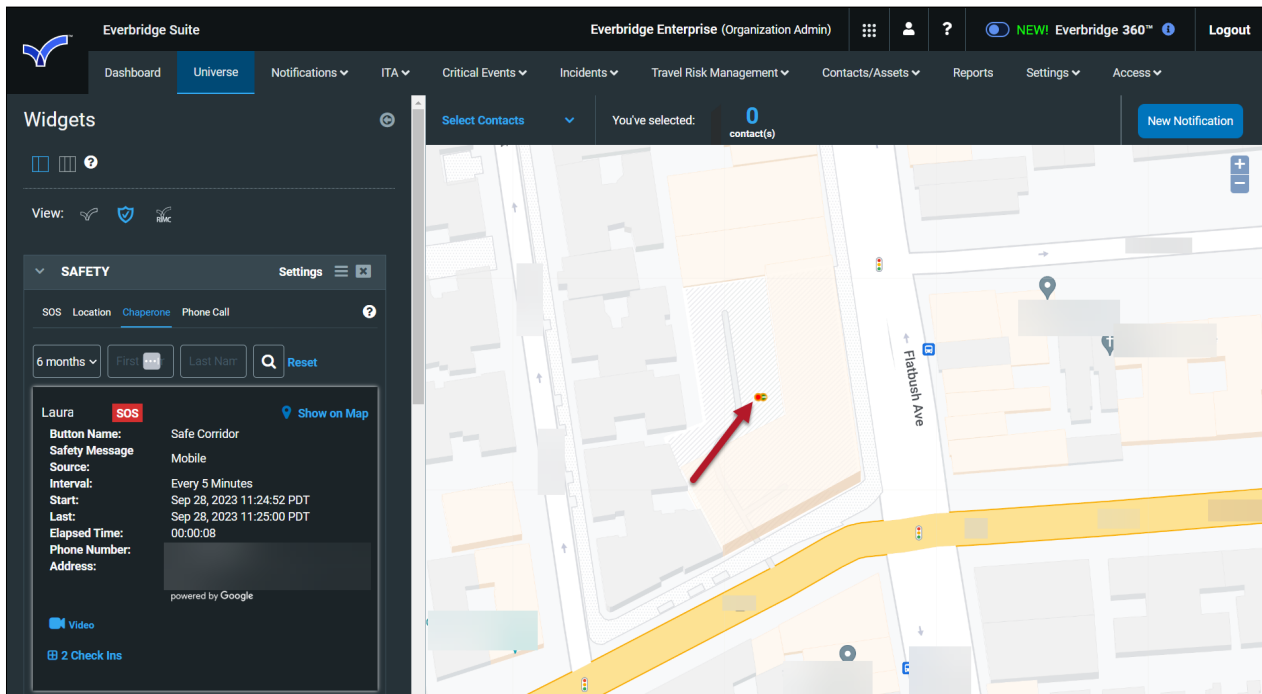 Everbridge Suite
Everbridge Enterprise (Organization Admin)
?
NEW! Everbridge 360™
Logout
Dashboard
Universe
Notifications
ITA
Critical Events
Incidents
Travel Risk Management
Contacts/Assets
Reports
Settings
Access
Widgets
Select Contacts
You've selected:
0
contact(s)
New Notification
+
−
?
View:
RIMC
SAFETY
Settings
SOS Location Chaperone Phone Call
?
6 months
First
Last Nam
Reset
Laura SOS Show on Map
Button Name: Safe Corridor
Safety Message
Source: Mobile
Interval: Every 5 Minutes
Start: Sep 28, 2023 11:24:52 PDT
Last: Sep 28, 2023 11:25:00 PDT
Elapsed Time: 00:00:08
Phone Number:
Address:
powered by Google
Video
2 Check Ins
Flatbush Ave